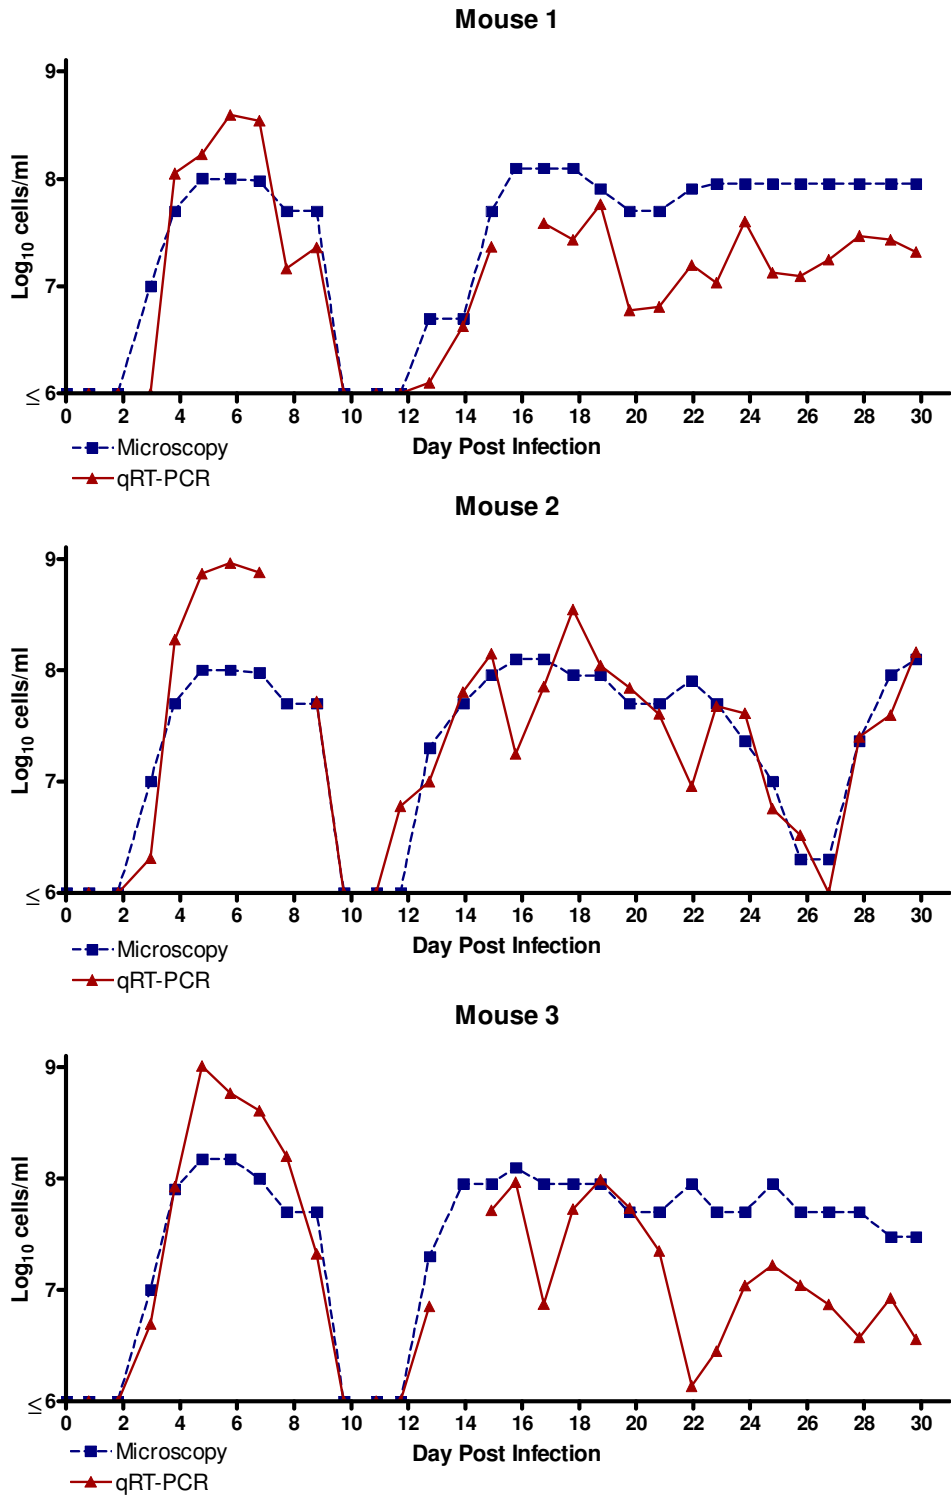 Mouse 1
Log10 cells/ml
9
8
7
≤ 6
0 2 4 6 8 10 12 14 16 18 20 22 24 26 28 30
Day Post Infection
Microscopy
qRT-PCR
Mouse 2
Log10 cells/ml
9
8
7
≤ 6
0 2 4 6 8 10 12 14 16 18 20 22 24 26 28 30
Day Post Infection
Microscopy
qRT-PCR
Mouse 3
Log10 cells/ml
9
8
7
≤ 6
0 2 4 6 8 10 12 14 16 18 20 22 24 26 28 30
Day Post Infection
Microscopy
qRT-PCR